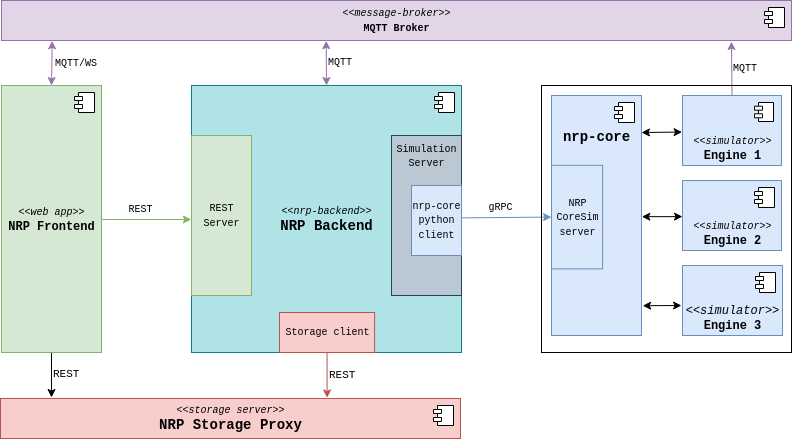 <<message-broker>>
MQTT Broker
MQTT/WS
MQTT
MQTT
<<web app>>
NRP Frontend
REST
REST
Server
<<nrp-backend>>
NRP Backend
Simulation
Server
nrp-core
python
client
Storage client
gRPC
nrp-core
NRP
CoreSim
server
<<simulator>>
Engine 1
<<simulator>>
Engine 2
<<simulator>>
Engine 3
REST
REST
<<storage server>>
NRP Storage Proxy